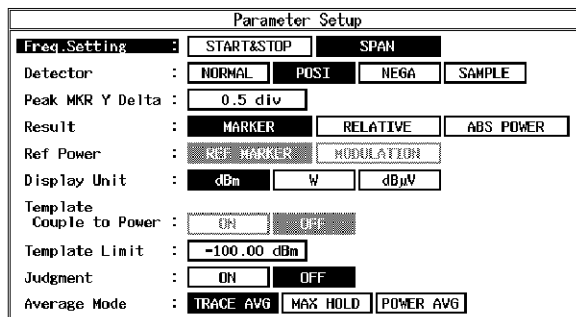 Parameter Setup
Freq.Setting : START&STOP SPAN
Detector : NORMAL POSI NEGA SAMPLE
Peak MKR Y Delta : 0.5 div
Result : MARKER RELATIVE ABS POWER
Ref Power : REF MARKER MODULATION
Display Unit : dBm W dBµV
Template
Couple to Power : ON OFF
Template Limit : -100.00 dBm
Judgment : ON OFF
Average Mode : TRACE AVG MAX HOLD POWER AVG